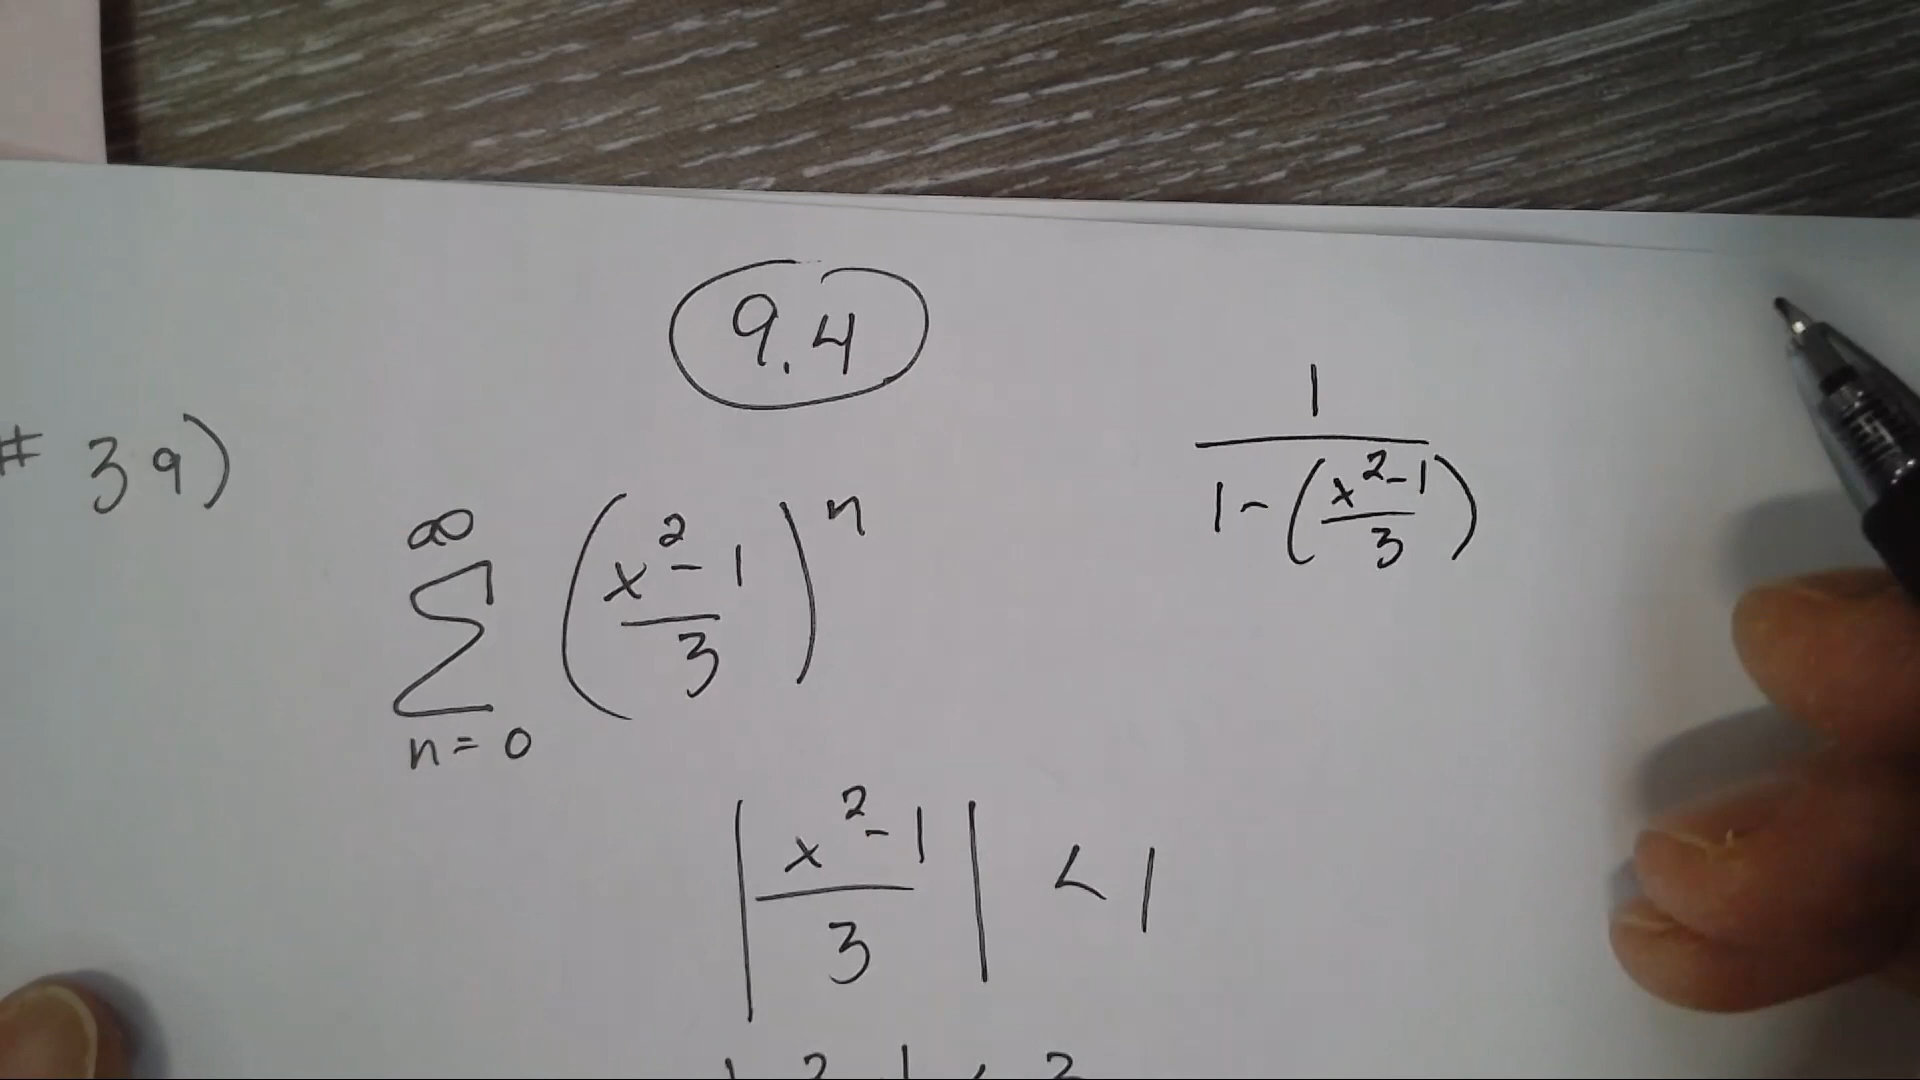 9.4
# 39)
∞
∑ ((x²-1)/3)ⁿ
n=0
1/(1-((x²-1)/3))
|(x²-1)/3| < 1